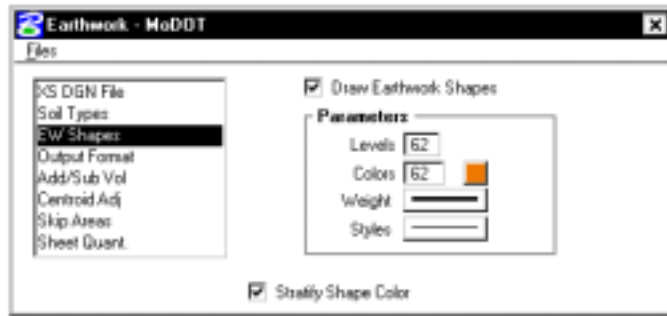 Earthwork - MoDOT
Files
XS DGN File
Soil Types
EW Shapes
Output Format
Add/Sub Vol
Centroid Adj
Skip Areas
Sheet Quant.
Draw Earthwork Shapes
Parameters
Levels 62
Colors 62
Weight
Styles
Stratify Shape Color